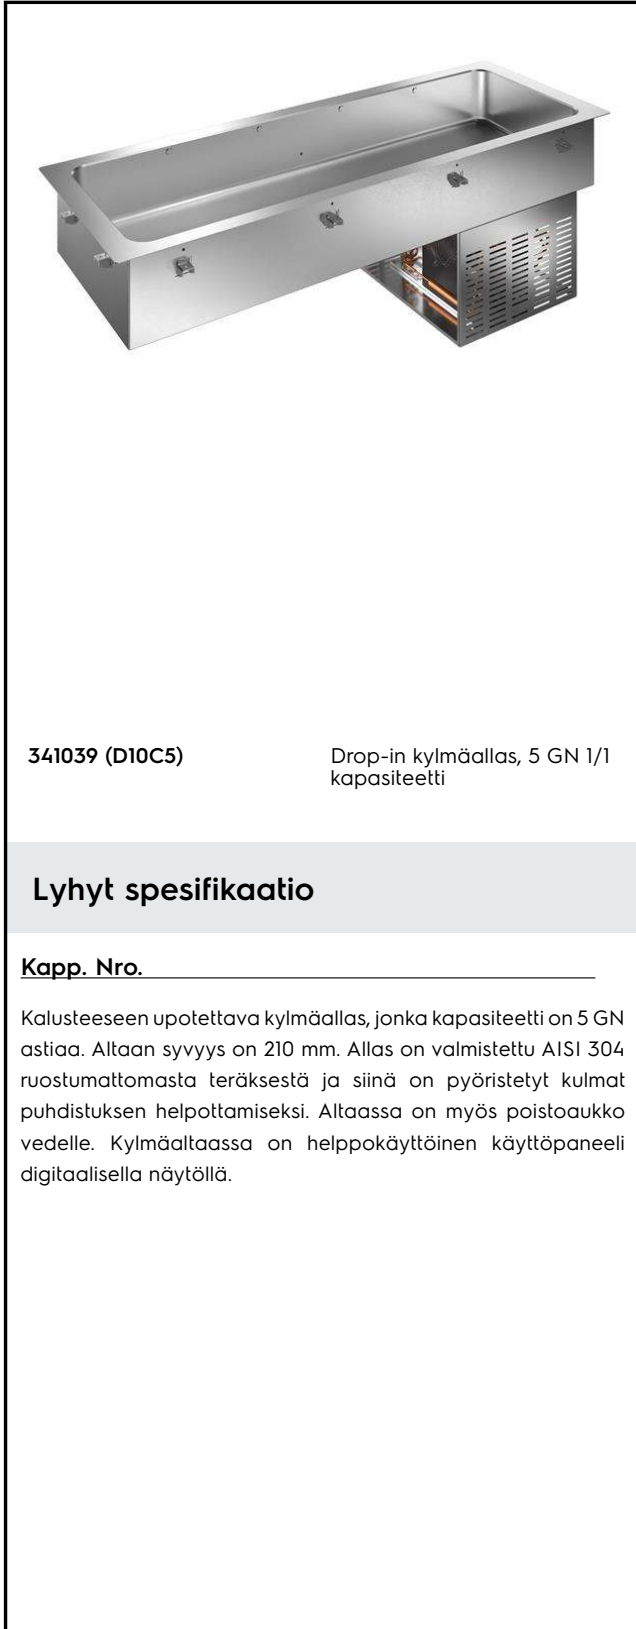 341039 (D10C5)
Drop-in kylmäallas, 5 GN 1/1
kapasiteetti
Lyhyt spesifikaatio
Kapp. Nro.
Kalusteeseen upotettava kylmäallas, jonka kapasiteetti on 5 GN
astiaa. Altaan syvyys on 210 mm. Allas on valmistettu AISI 304
ruostumattomasta teräksestä ja siinä on pyöristetyt kulmat
puhdistuksen helpottamiseksi. Altaassa on myös poistoaukko
vedelle. Kylmäaltaassa on helppokäyttöinen käyttöpaneeli
digitaalisella näytöllä.